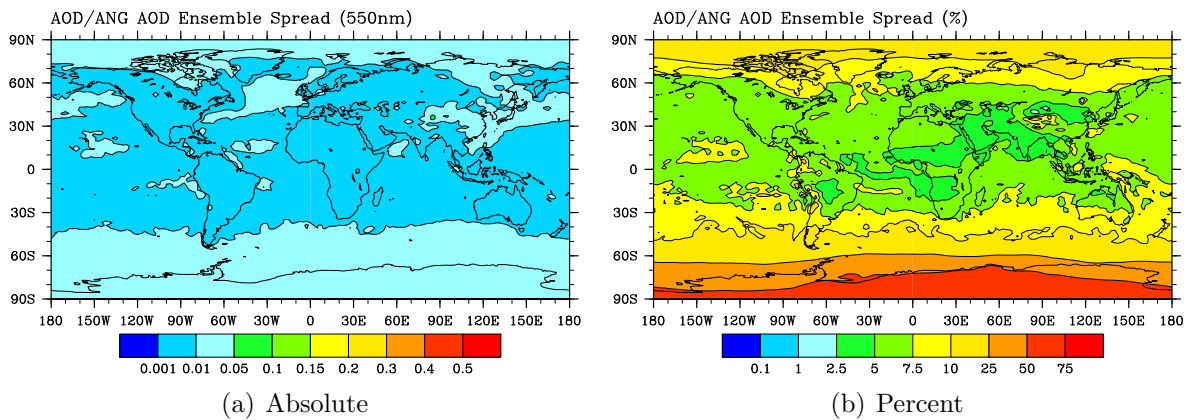 AOD/ANG AOD Ensemble Spread (550nm)
90N
60N
30N
0
30S
60S
90S
180 150W 120W 90W 60W 30W 0 30E 60E 90E 120E 150E 180
0.001 0.01 0.05 0.1 0.15 0.2 0.3 0.4 0.5
(a) Absolute
AOD/ANG AOD Ensemble Spread (%)
90N
60N
30N
0
30S
60S
90S
180 150W 120W 90W 60W 30W 0 30E 60E 90E 120E 150E 180
0.1 1 2.5 5 7.5 10 25 50 75
(b) Percent